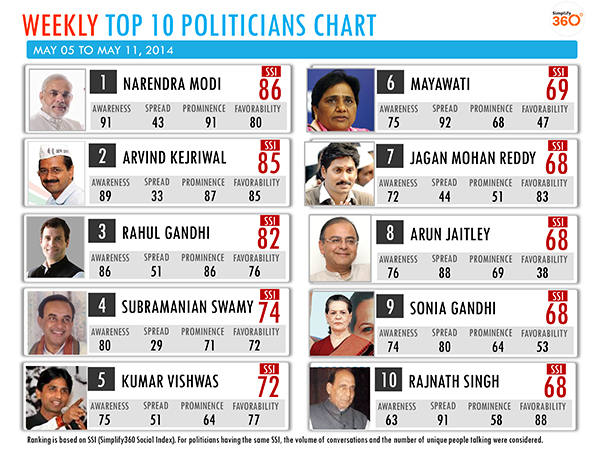 WEEKLY TOP 10 POLITICIANS CHART
Simplify
360°
MAY 05 TO MAY 11, 2014
1 NARENDRA MODI SSI 86
AWARENESS SPREAD PROMINENCE FAVORABILITY
91 43 91 80
2 ARVIND KEJRIWAL SSI 85
AWARENESS SPREAD PROMINENCE FAVORABILITY
89 33 87 85
3 RAHUL GANDHI SSI 82
AWARENESS SPREAD PROMINENCE FAVORABILITY
86 51 86 76
4 SUBRAMANIAN SWAMY SSI 74
AWARENESS SPREAD PROMINENCE FAVORABILITY
80 29 71 72
5 KUMAR VISHWAS SSI 72
AWARENESS SPREAD PROMINENCE FAVORABILITY
75 51 64 77
6 MAYAWATI SSI 69
AWARENESS SPREAD PROMINENCE FAVORABILITY
75 92 68 47
7 JAGAN MOHAN REDDY SSI 68
AWARENESS SPREAD PROMINENCE FAVORABILITY
72 44 51 83
8 ARUN JAITLEY SSI 68
AWARENESS SPREAD PROMINENCE FAVORABILITY
76 88 69 38
9 SONIA GANDHI SSI 68
AWARENESS SPREAD PROMINENCE FAVORABILITY
74 80 64 53
10 RAJNATH SINGH SSI 68
AWARENESS SPREAD PROMINENCE FAVORABILITY
63 91 58 88
Ranking is based on SSI (Simplify360 Social Index). For politicians having the same SSI, the volume of conversations and the number of unique people talking were considered.